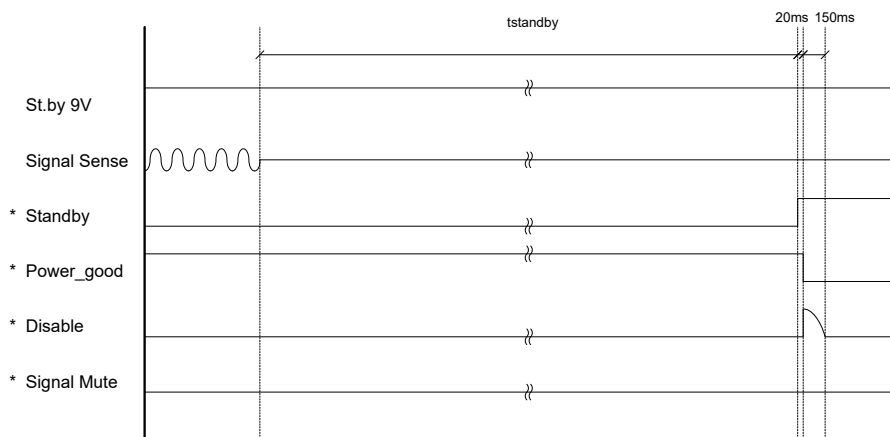 tstandby
20ms 150ms
St.by 9V
Signal Sense
* Standby
* Power_good
* Disable
* Signal Mute